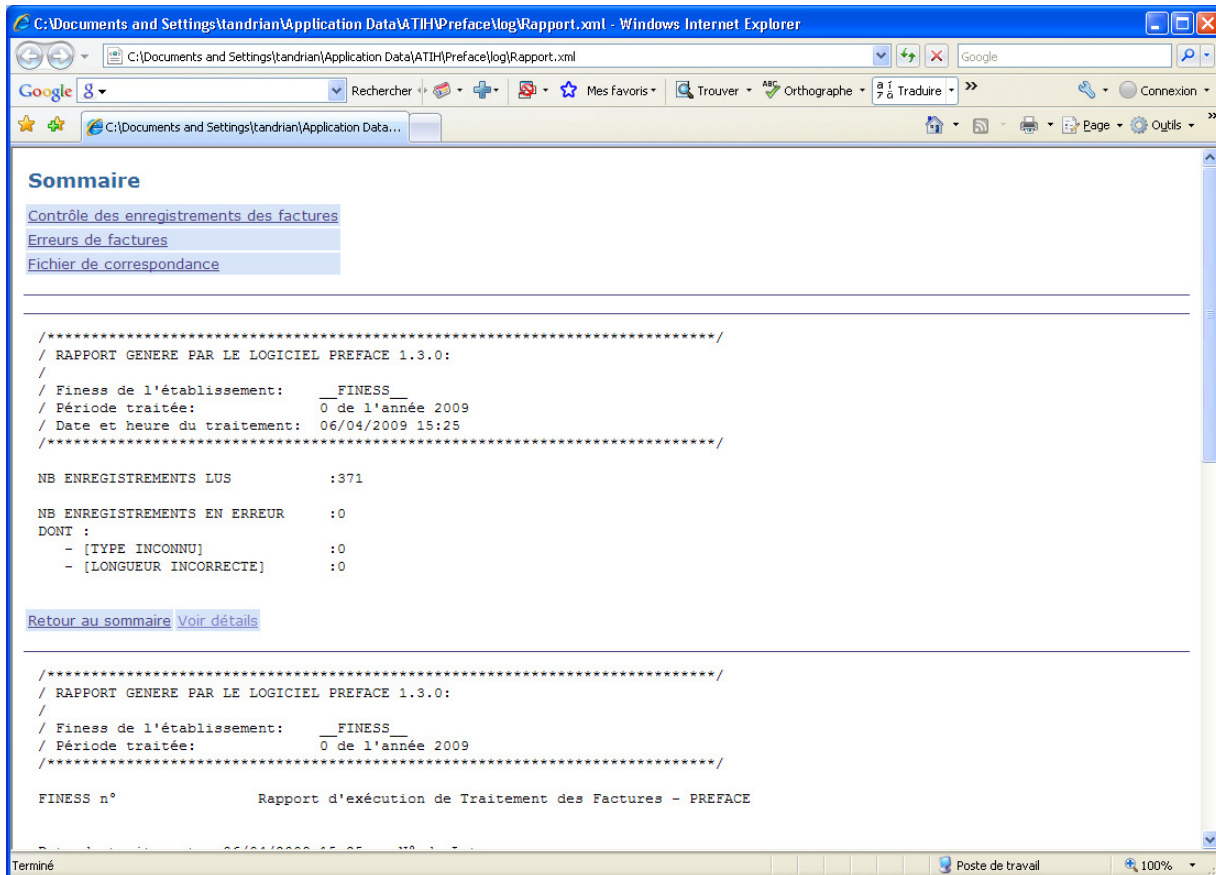 C:\Documents and Settings\tandrian\Application Data\ATIH\Preface\log\Rapport.xml - Windows Internet Explorer
C:\Documents and Settings\tandrian\Application Data\ATIH\Preface\log\Rapport.xml Google
Google Rechercher Mes favoris Trouver ABC Orthographe Traduire » Connexion
C:\Documents and Settings\tandrian\Application Data... Page Outils »
Sommaire
Contrôle des enregistrements des factures
Erreurs de factures
Fichier de correspondance
/*****************************************************************************/
/ RAPPORT GENERE PAR LE LOGICIEL PREFACE 1.3.0:
/
/ Finess de l'établissement: __FINESS__
/ Période traitée: 0 de l'année 2009
/ Date et heure du traitement: 06/04/2009 15:25
/*****************************************************************************/
NB ENREGISTREMENTS LUS :371
NB ENREGISTREMENTS EN ERREUR :0
DONT :
- [TYPE INCONNU] :0
- [LONGUEUR INCORRECTE] :0
Retour au sommaire Voir détails
/*****************************************************************************/
/ RAPPORT GENERE PAR LE LOGICIEL PREFACE 1.3.0:
/
/ Finess de l'établissement: __FINESS__
/ Période traitée: 0 de l'année 2009
/*****************************************************************************/
FINESS n° Rapport d'exécution de Traitement des Factures - PREFACE
Terminé Poste de travail 100%